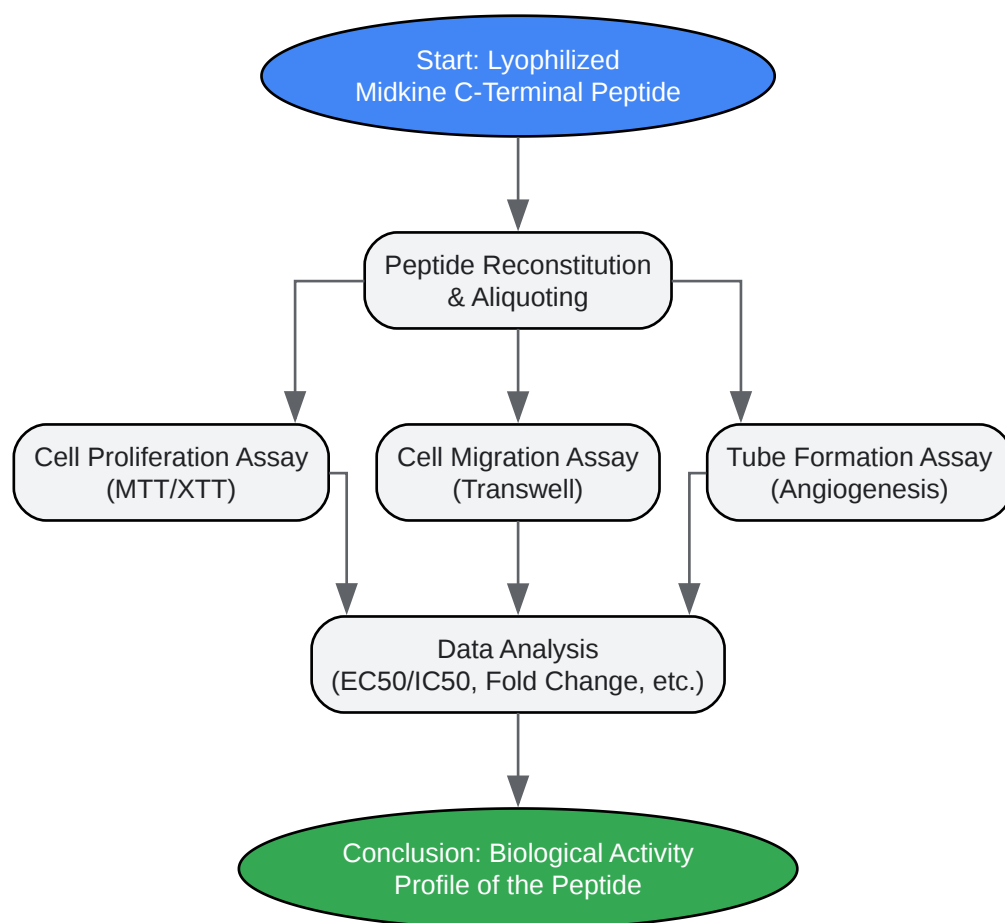 Start: Lyophilized
Midkine C-Terminal Peptide
Peptide Reconstitution
& Aliquoting
Cell Proliferation Assay
(MTT/XTT)
Cell Migration Assay
(Transwell)
Tube Formation Assay
(Angiogenesis)
Data Analysis
(EC50/IC50, Fold Change, etc.)
Conclusion: Biological Activity
Profile of the Peptide